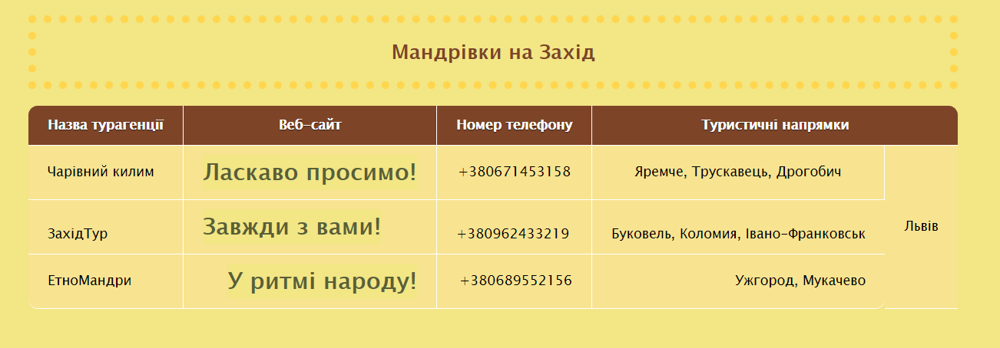 Мандрівки на Захід
Назва турагенції Веб-сайт Номер телефону Туристичні напрямки
Чарівний килим Ласкаво просимо! +380671453158 Яремче, Трускавець, Дрогобич
Львів
ЗахідТур Завжди з вами! +380962433219 Буковель, Коломия, Івано-Франковськ
ЕтноМандри У ритмі народу! +380689552156 Ужгород, Мукачево